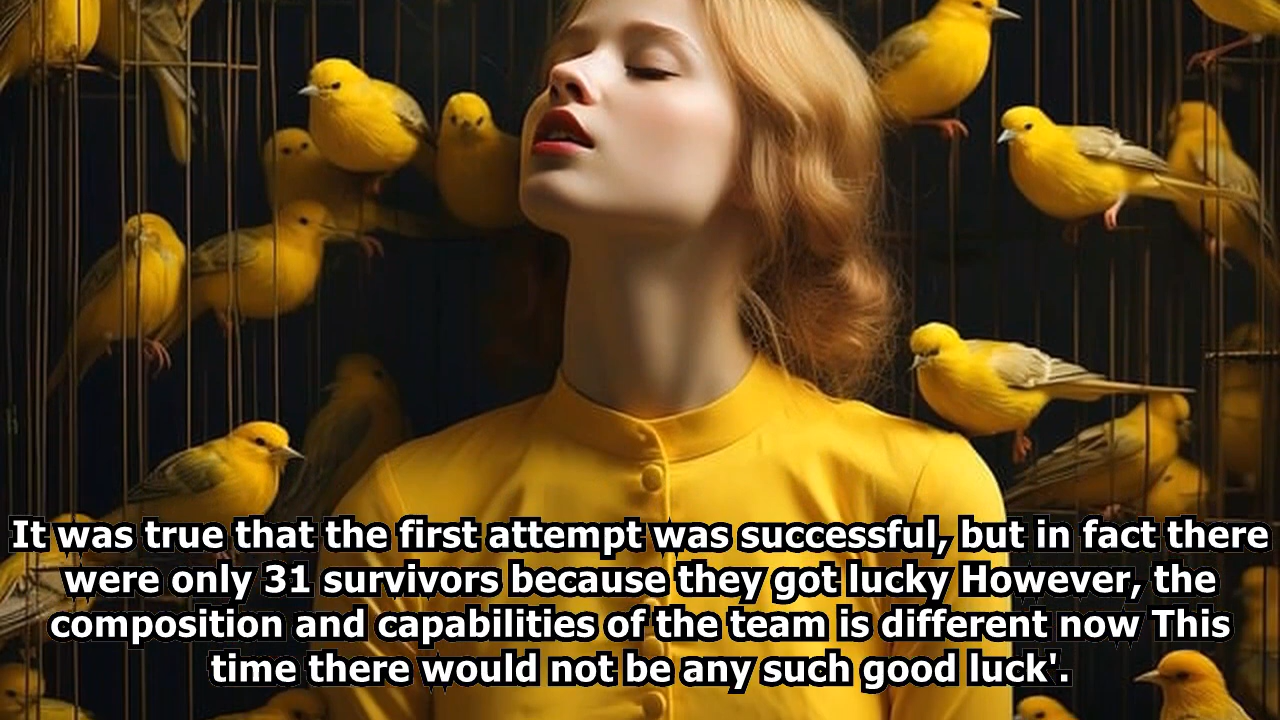 It was true that the first attempt was successful, but in fact there
were only 31 survivors because they got lucky However, the
composition and capabilities of the team is different now This
time there would not be any such good luck'.